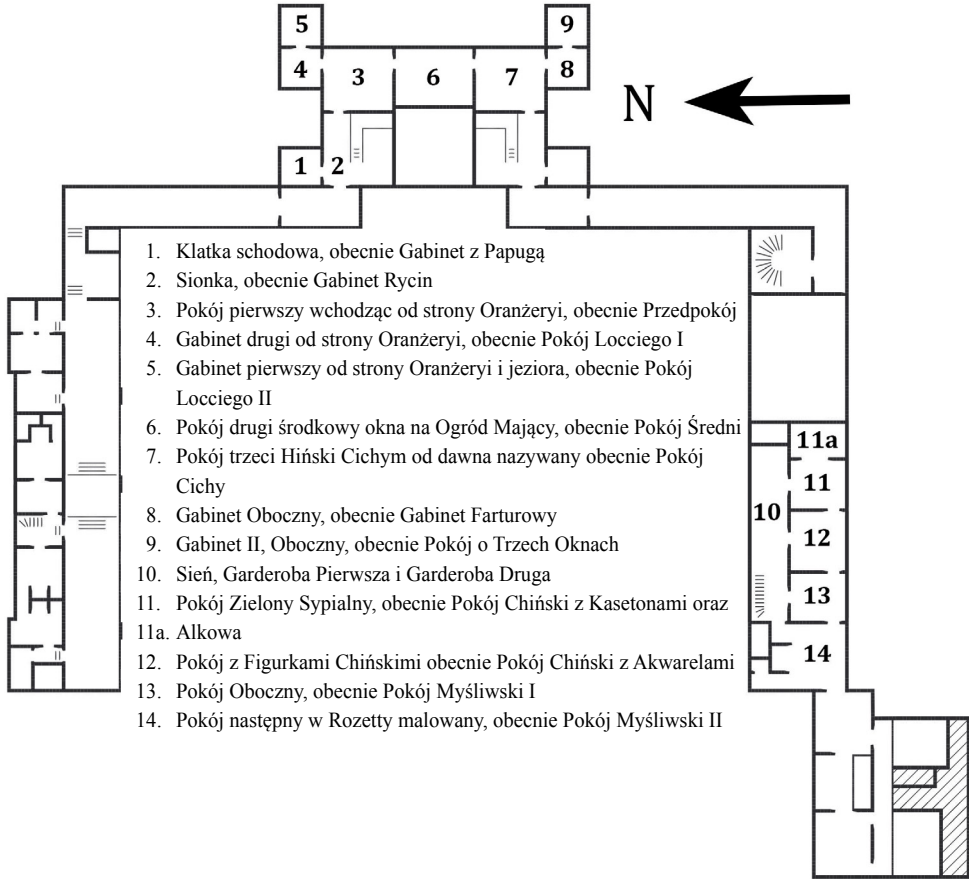 5
9
4
3
6
7
8
N
1
2
1. Klatka schodowa, obecnie Gabinet z Papugą
2. Sionka, obecnie Gabinet Rycin
3. Pokój pierwszy wchodząc od strony Oranżeryi, obecnie Przedpokój
4. Gabinet drugi od strony Oranżeryi, obecnie Pokój Locciego I
5. Gabinet pierwszy od strony Oranżeryi i jeziora, obecnie Pokój
Locciego II
6. Pokój drugi środkowy okna na Ogród Mający, obecnie Pokój Średni
7. Pokój trzeci Hiński Cichym od dawna nazywany obecnie Pokój
Cichy
8. Gabinet Oboczny, obecnie Gabinet Farturowy
9. Gabinet II, Oboczny, obecnie Pokój o Trzech Oknach
10. Sień, Garderoba Pierwsza i Garderoba Druga
11. Pokój Zielony Sypialny, obecnie Pokój Chiński z Kasetonami oraz
11a. Alkowa
12. Pokój z Figurkami Chińskimi obecnie Pokój Chiński z Akwarelami
13. Pokój Oboczny, obecnie Pokój Myśliwski I
14. Pokój następny w Rozetty malowany, obecnie Pokój Myśliwski II
11a
11
10
12
13
14